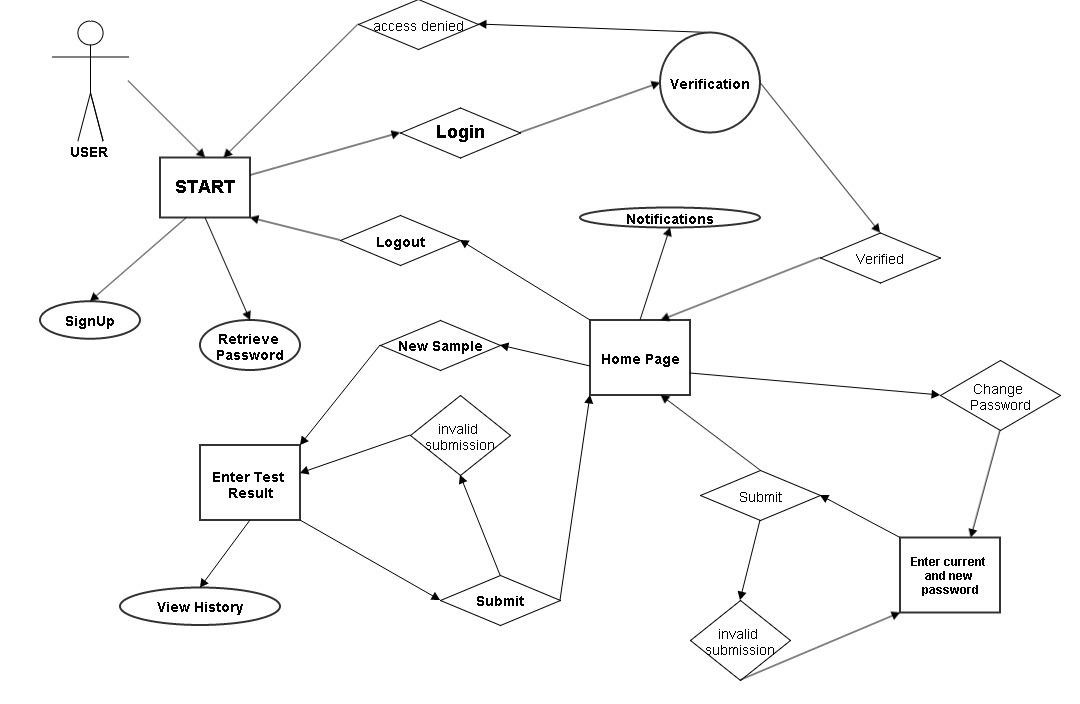 access denied
Verification
Login
USER
START
Notifications
Logout
Verified
SignUp
Retrieve
Password
New Sample
Home Page
Change
Password
invalid
submission
Enter Test
Result
Submit
Enter current
and new
password
View History
Submit
invalid
submission